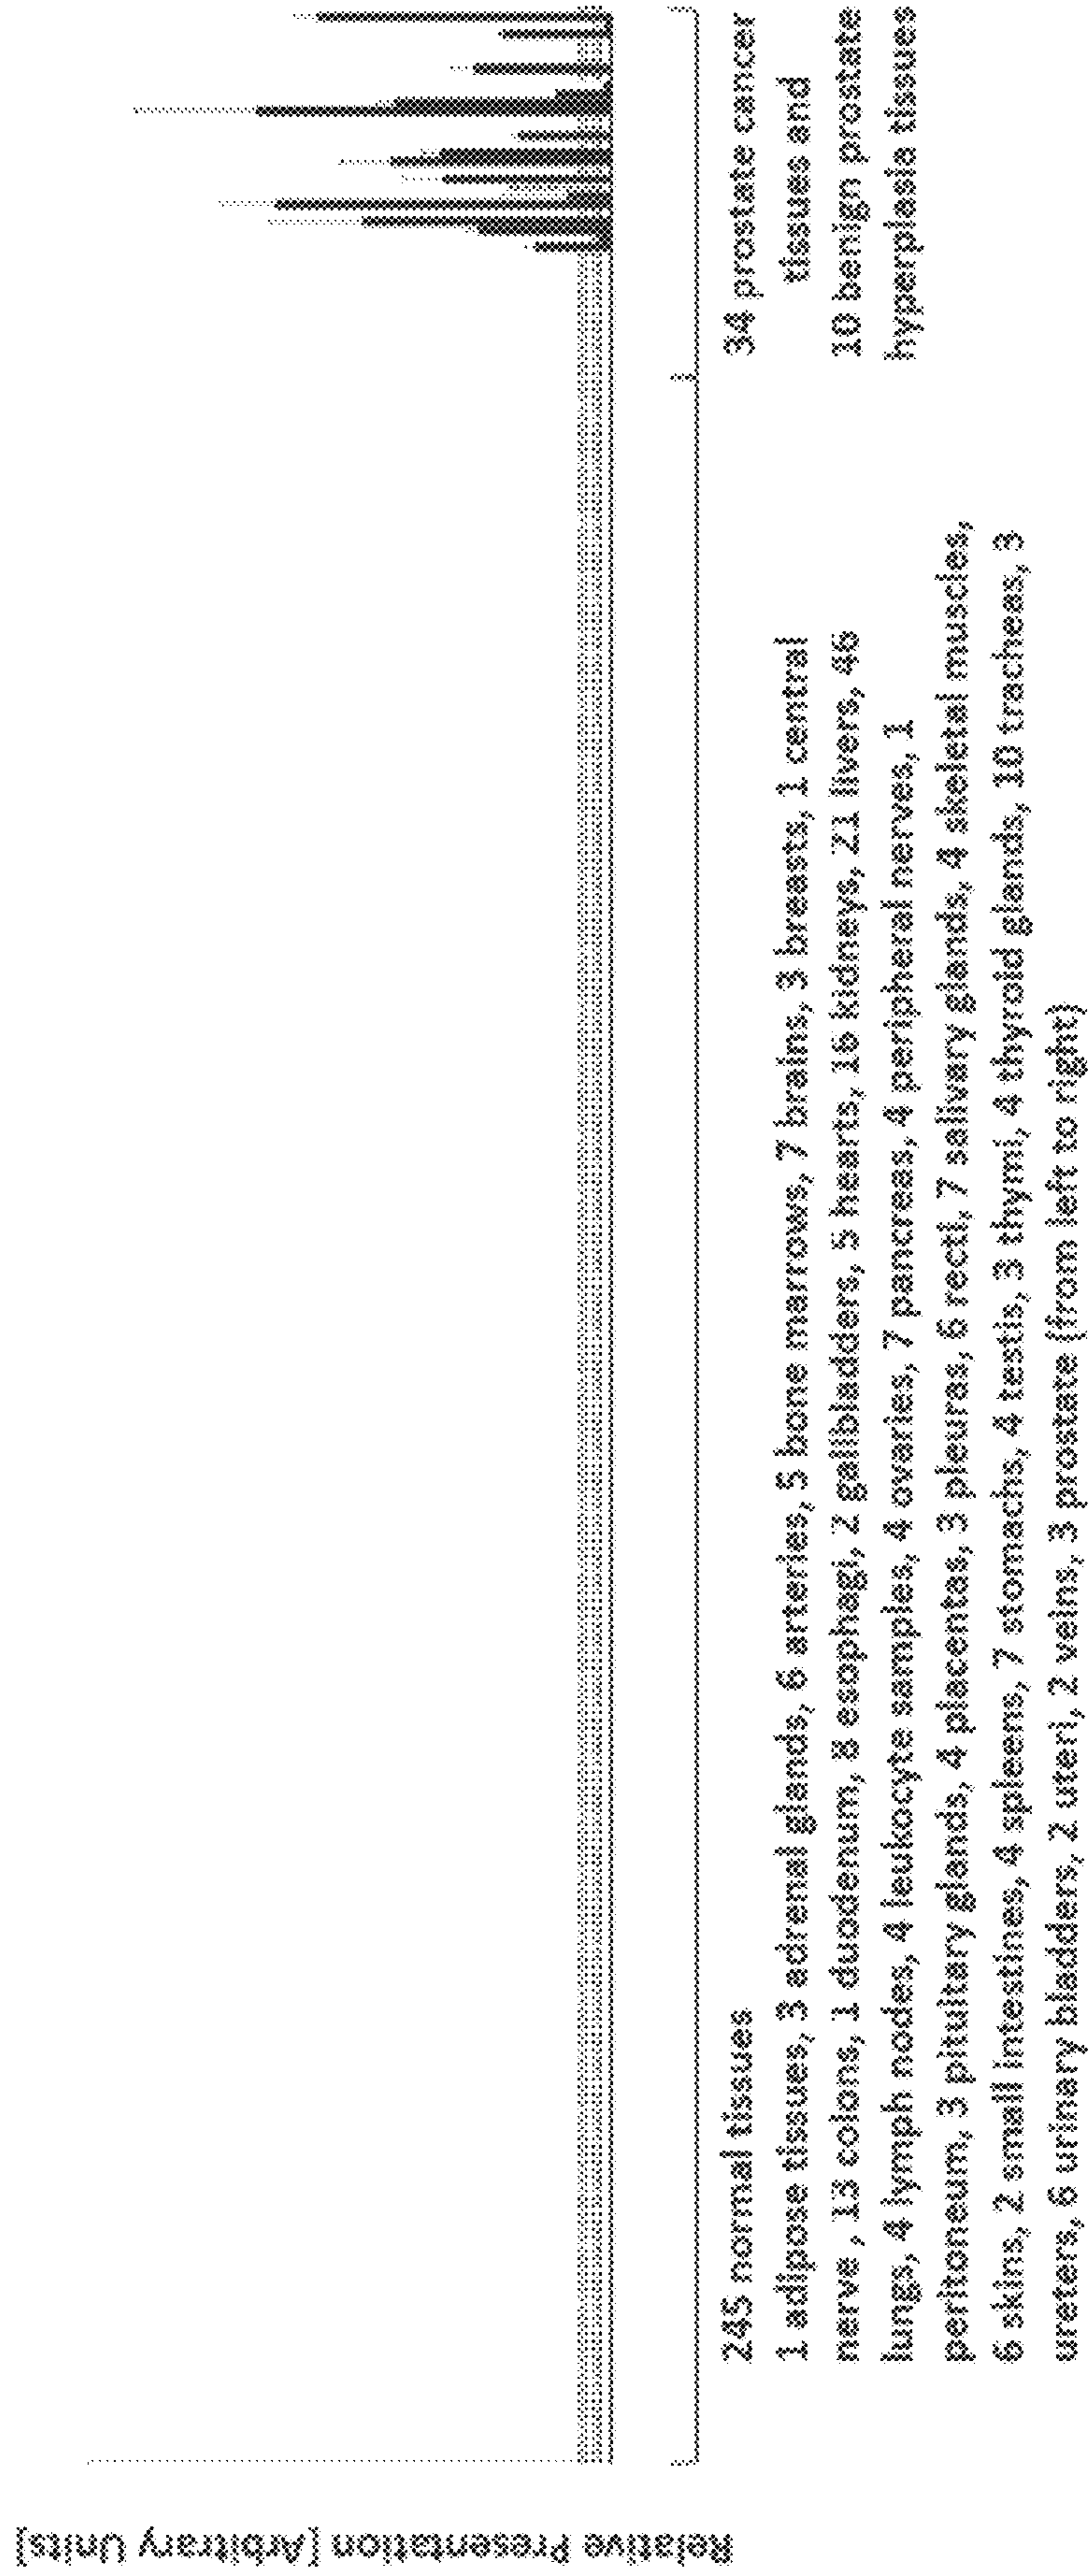 Relative Presentation [Arbitrary Units]
245 normal tissues
1 adipose tissues, 3 adrenal glands, 6 arteries, 5 bone marrows, 7 brains, 3 breasts, 1 central
nerve , 13 colons, 1 duodenum, 8 esophagi, 2 gallbladders, 5 hearts, 16 kidneys, 21 livers, 46
lungs, 4 lymph nodes, 4 leukocyte samples, 4 ovaries, 7 pancreas, 4 peripheral nerves, 1
peritoneum, 3 pituitary glands, 4 placentas, 3 pleuras, 6 recti, 7 salivary glands, 4 skeletal muscles,
6 skins, 2 small intestines, 4 spleens, 7 stomachs, 4 testis, 3 thymi, 4 thyroid glands, 10 tracheas, 3
ureters, 6 urinary bladders, 2 uteri, 2 veins, 3 prostate (from left to right)
34 prostate cancer
tissues and
10 benign prostate
hyperplasia tissues